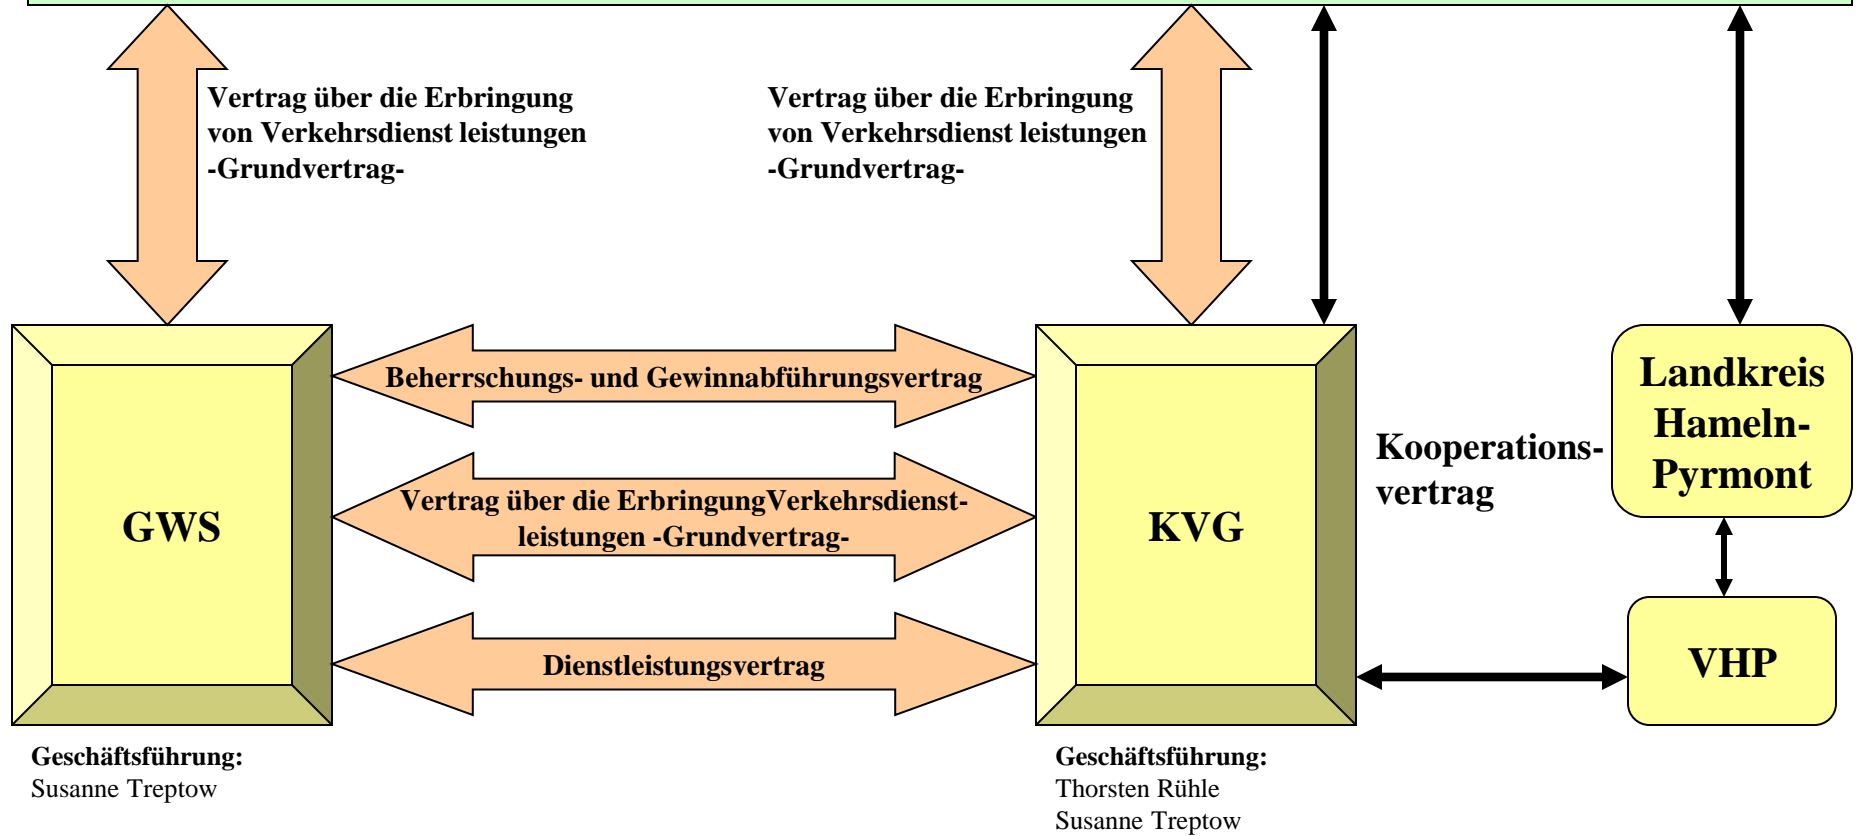 Vertrag über die Erbringung
von Verkehrsdienst leistungen
-Grundvertrag-
Vertrag über die Erbringung
von Verkehrsdienst leistungen
-Grundvertrag-
Beherrschungs- und Gewinnabführungsvertrag
Vertrag über die ErbringungVerkehrsdienst-
leistungen -Grundvertrag-
Dienstleistungsvertrag
GWS
KVG
Kooperations-
vertrag
Landkreis
Hameln-
Pyrmont
VHP
Geschäftsführung:
Susanne Treptow
Geschäftsführung:
Thorsten Rühle
Susanne Treptow